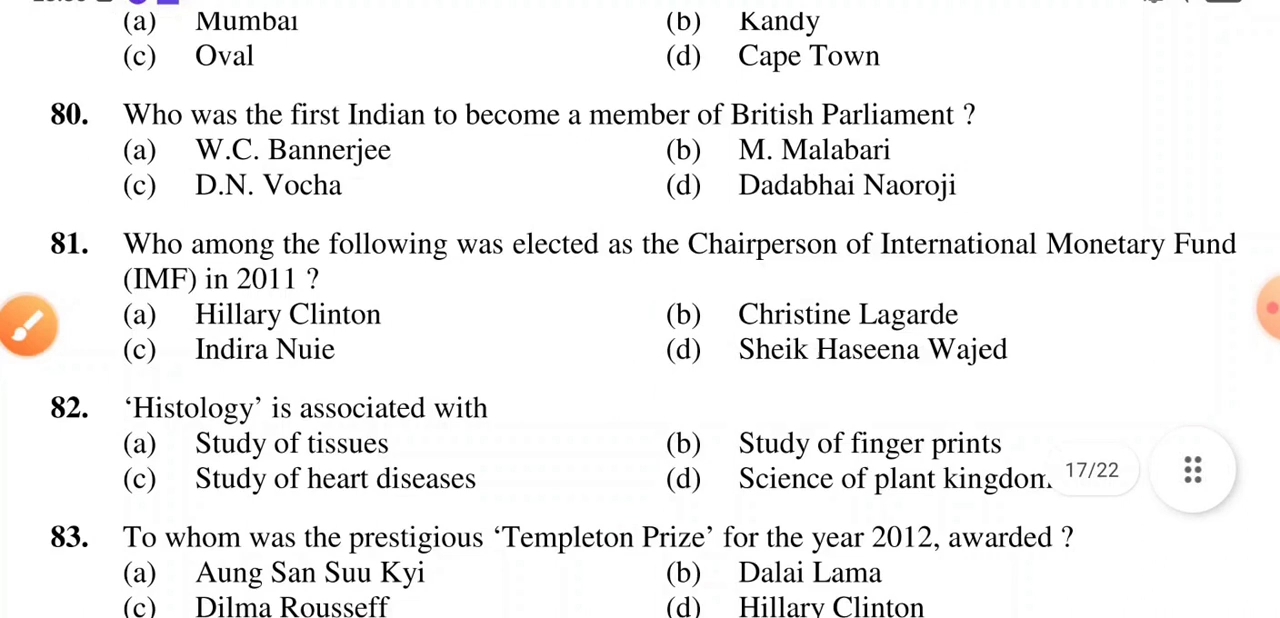 (a) Mumbai (b) Kandy
(c) Oval (d) Cape Town
80. Who was the first Indian to become a member of British Parliament ?
(a) W.C. Bannerjee (b) M. Malabari
(c) D.N. Vocha (d) Dadabhai Naoroji
81. Who among the following was elected as the Chairperson of International Monetary Fund
(IMF) in 2011 ?
(a) Hillary Clinton (b) Christine Lagarde
(c) Indira Nuie (d) Sheik Haseena Wajed
82. ‘Histology’ is associated with
(a) Study of tissues (b) Study of finger prints
(c) Study of heart diseases (d) Science of plant kingdom.
17/22
83. To whom was the prestigious ‘Templeton Prize’ for the year 2012, awarded ?
(a) Aung San Suu Kyi (b) Dalai Lama
(c) Dilma Rousseff (d) Hillary Clinton